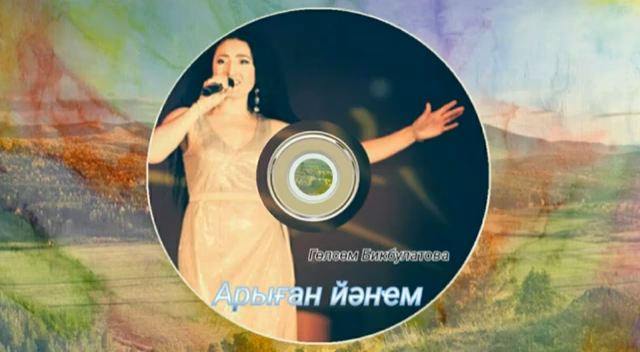 Гөлсөм Бикбулатова
Арыған йәнем